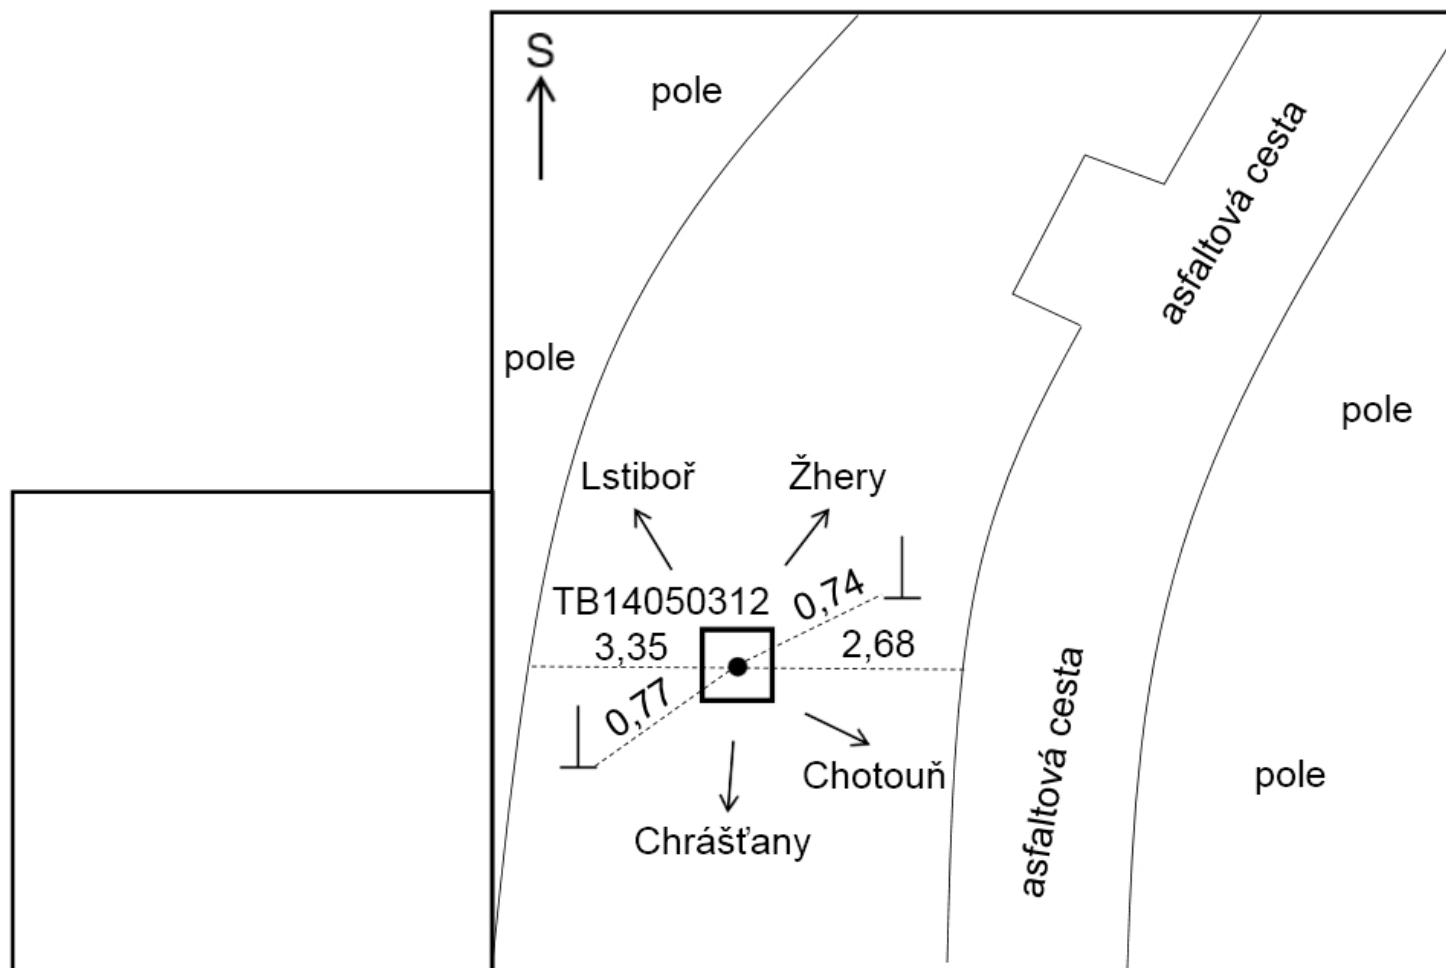 S
pole
asfaltová cesta
pole
pole
Lstiboř
Žhery
TB14050312
0,74
3,35
2,68
0,77
Chotouň
pole
Chrášťany
asfaltová cesta